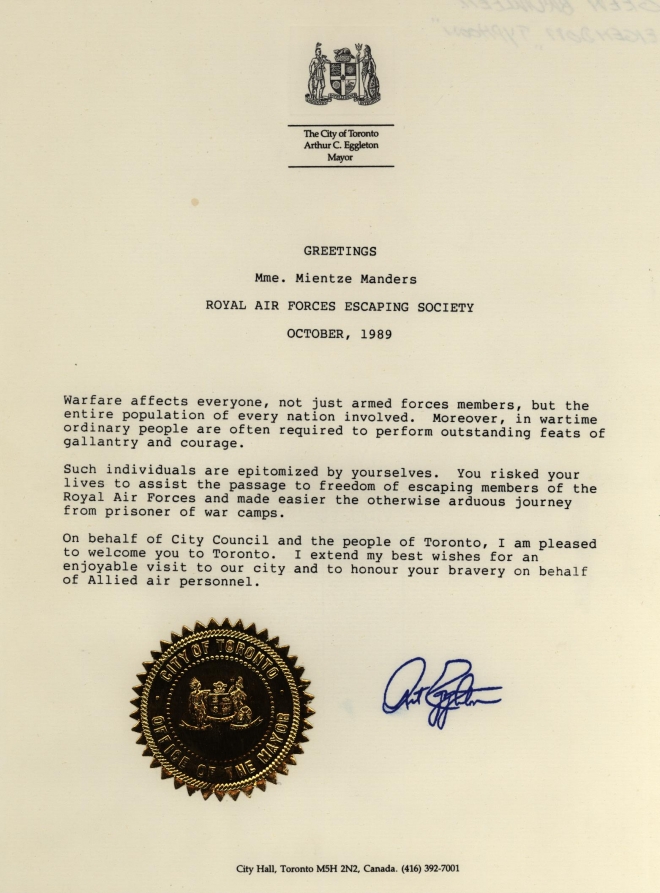 The City of Toronto
Arthur C. Eggleton
Mayor
GREETINGS
Mme. Mientze Manders
ROYAL AIR FORCES ESCAPING SOCIETY
OCTOBER, 1989
Warfare affects everyone, not just armed forces members, but the
entire population of every nation involved.  Moreover, in wartime
ordinary people are often required to perform outstanding feats of
gallantry and courage.
Such individuals are epitomized by yourselves.  You risked your
lives to assist the passage to freedom of escaping members of the
Royal Air Forces and made easier the otherwise arduous journey
from prisoner of war camps.
On behalf of City Council and the people of Toronto, I am pleased
to welcome you to Toronto.  I extend my best wishes for an
enjoyable visit to our city and to honour your bravery on behalf
of Allied air personnel.
CITY OF TORONTO
OFFICE OF THE MAYOR
Art Eggleton
City Hall, Toronto M5H 2N2, Canada. (416) 392-7001